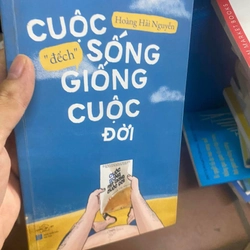 Hoàng Hải Nguyễn
CUỘC
"đếch" SỐNG
GIỐNG
CUỘC
ĐỜI